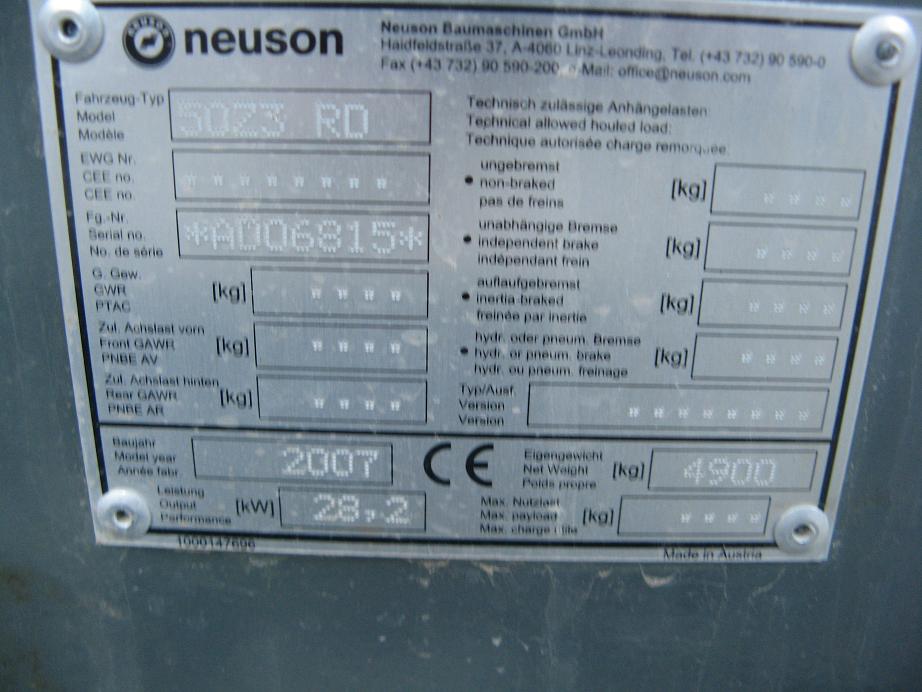 NEUSON
neuson
Neuson Baumaschinen GmbH
Haidfeldstraße 37, A-4060 Linz-Leonding, Tel. (+43 732) 90 590-0
Fax (+43 732) 90 590-200 e-Mail: office@neuson.com
Fahrzeug-Typ
Model
Modèle
5023 RD
EWG Nr.
CEE no.
CEE no.
* * * * * * * *
Fg.-Nr.
Serial no.
No. de série
*AD06815*
G. Gew.
GWR
PTAC
[kg]
* * * *
Zul. Achslast vorn
Front GAWR
PNBE AV
[kg]
* * * *
Zul. Achslast hinten
Rear GAWR
PNBE AR
[kg]
* * * *
Technisch zulässige Anhängelasten:
Technical allowed houled load:
Technique autorisée charge remorquée:
ungebremst
• non-braked
pas de freins
[kg]
* * * *
unabhängige Bremse
• independent brake
indépendant frein
[kg]
* * * *
auflaufgebremst
• inertia-braked
freinée par inertie
[kg]
* * * *
hydr. oder pneum. Bremse
• hydr. or pneum. brake
hydr. ou pneum. freinage
[kg]
* * * *
Typ/Ausf.
Version
Version
* * * * * * * *
Baujahr
Model year
Année fabr.
2007
CE
Eigengewicht
Net Weight
Poids propre
[kg]
4900
Leistung
Output
Performance
[kW]
28,2
Max. Nutzlast
Max. payload
Max. charge utile
[kg]
* * * *
1000147696
Made in Austria